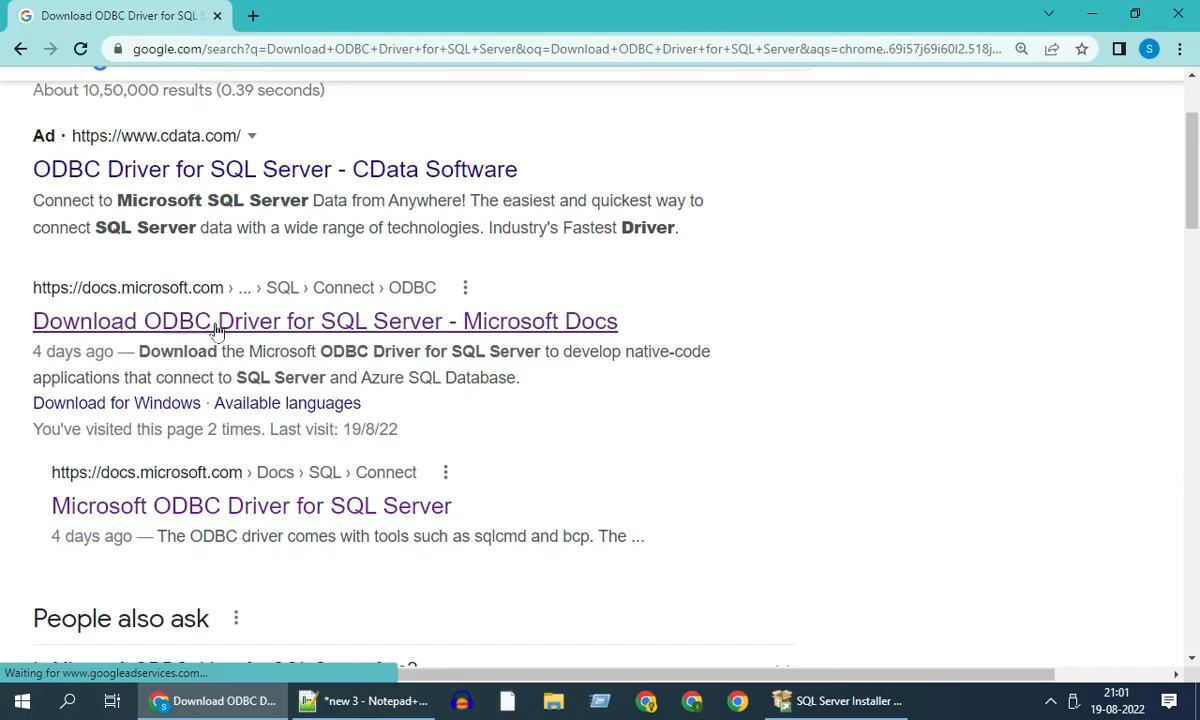 Download ODBC Driver for SQL S
google.com/search?q=Download+ODBC+Driver+for+SQL+Server&oq=Download+ODBC+Driver+for+SQL+Server&aqs=chrome..69i57j69i60l2.518j...
S
About 10,50,000 results (0.39 seconds)
Ad · https://www.cdata.com/
ODBC Driver for SQL Server - CData Software
Connect to Microsoft SQL Server Data from Anywhere! The easiest and quickest way to
connect SQL Server data with a wide range of technologies. Industry's Fastest Driver.
https://docs.microsoft.com › ... › SQL › Connect › ODBC
Download ODBC Driver for SQL Server - Microsoft Docs
4 days ago — Download the Microsoft ODBC Driver for SQL Server to develop native-code
applications that connect to SQL Server and Azure SQL Database.
Download for Windows · Available languages
You've visited this page 2 times. Last visit: 19/8/22
https://docs.microsoft.com › Docs › SQL › Connect
Microsoft ODBC Driver for SQL Server
4 days ago — The ODBC driver comes with tools such as sqlcmd and bcp. The ...
People also ask
Waiting for www.googleadservices.com...
Download ODBC D...
*new 3 - Notepad+...
SQL Server Installer ...
21:01
19-08-2022